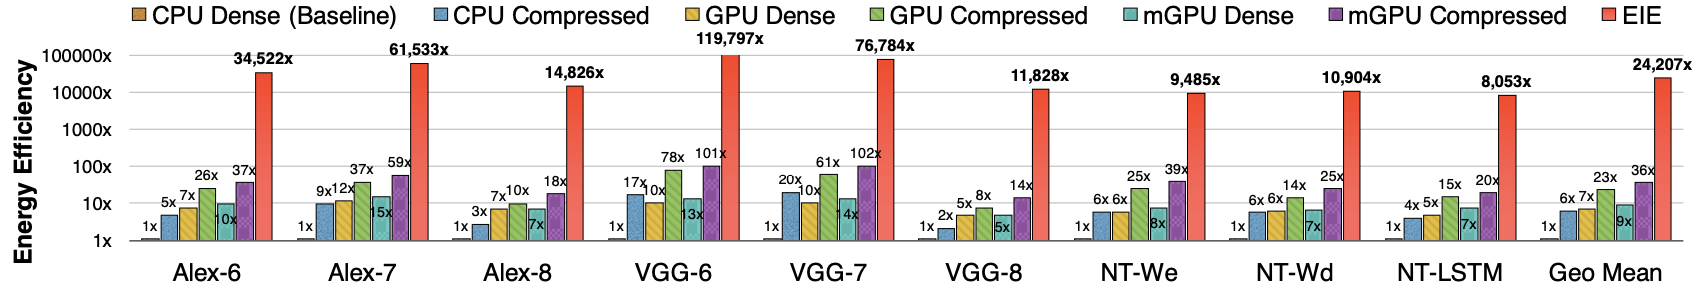 CPU Dense (Baseline) CPU Compressed GPU Dense GPU Compressed mGPU Dense mGPU Compressed EIE
Energy Efficiency
100000x
10000x
1000x
100x
10x
1x
1x 5x 7x 26x 10x 37x 34,522x
1x 9x 12x 37x 15x 59x 61,533x
1x 3x 7x 10x 7x 18x 14,826x
1x 17x 10x 78x 13x 101x 119,797x
1x 20x 10x 61x 14x 102x 76,784x
1x 2x 5x 8x 5x 14x 11,828x
1x 6x 6x 25x 8x 39x 9,485x
1x 6x 6x 14x 7x 25x 10,904x
1x 4x 5x 15x 7x 20x 8,053x
1x 6x 7x 23x 9x 36x 24,207x
Alex-6 Alex-7 Alex-8 VGG-6 VGG-7 VGG-8 NT-We NT-Wd NT-LSTM Geo Mean